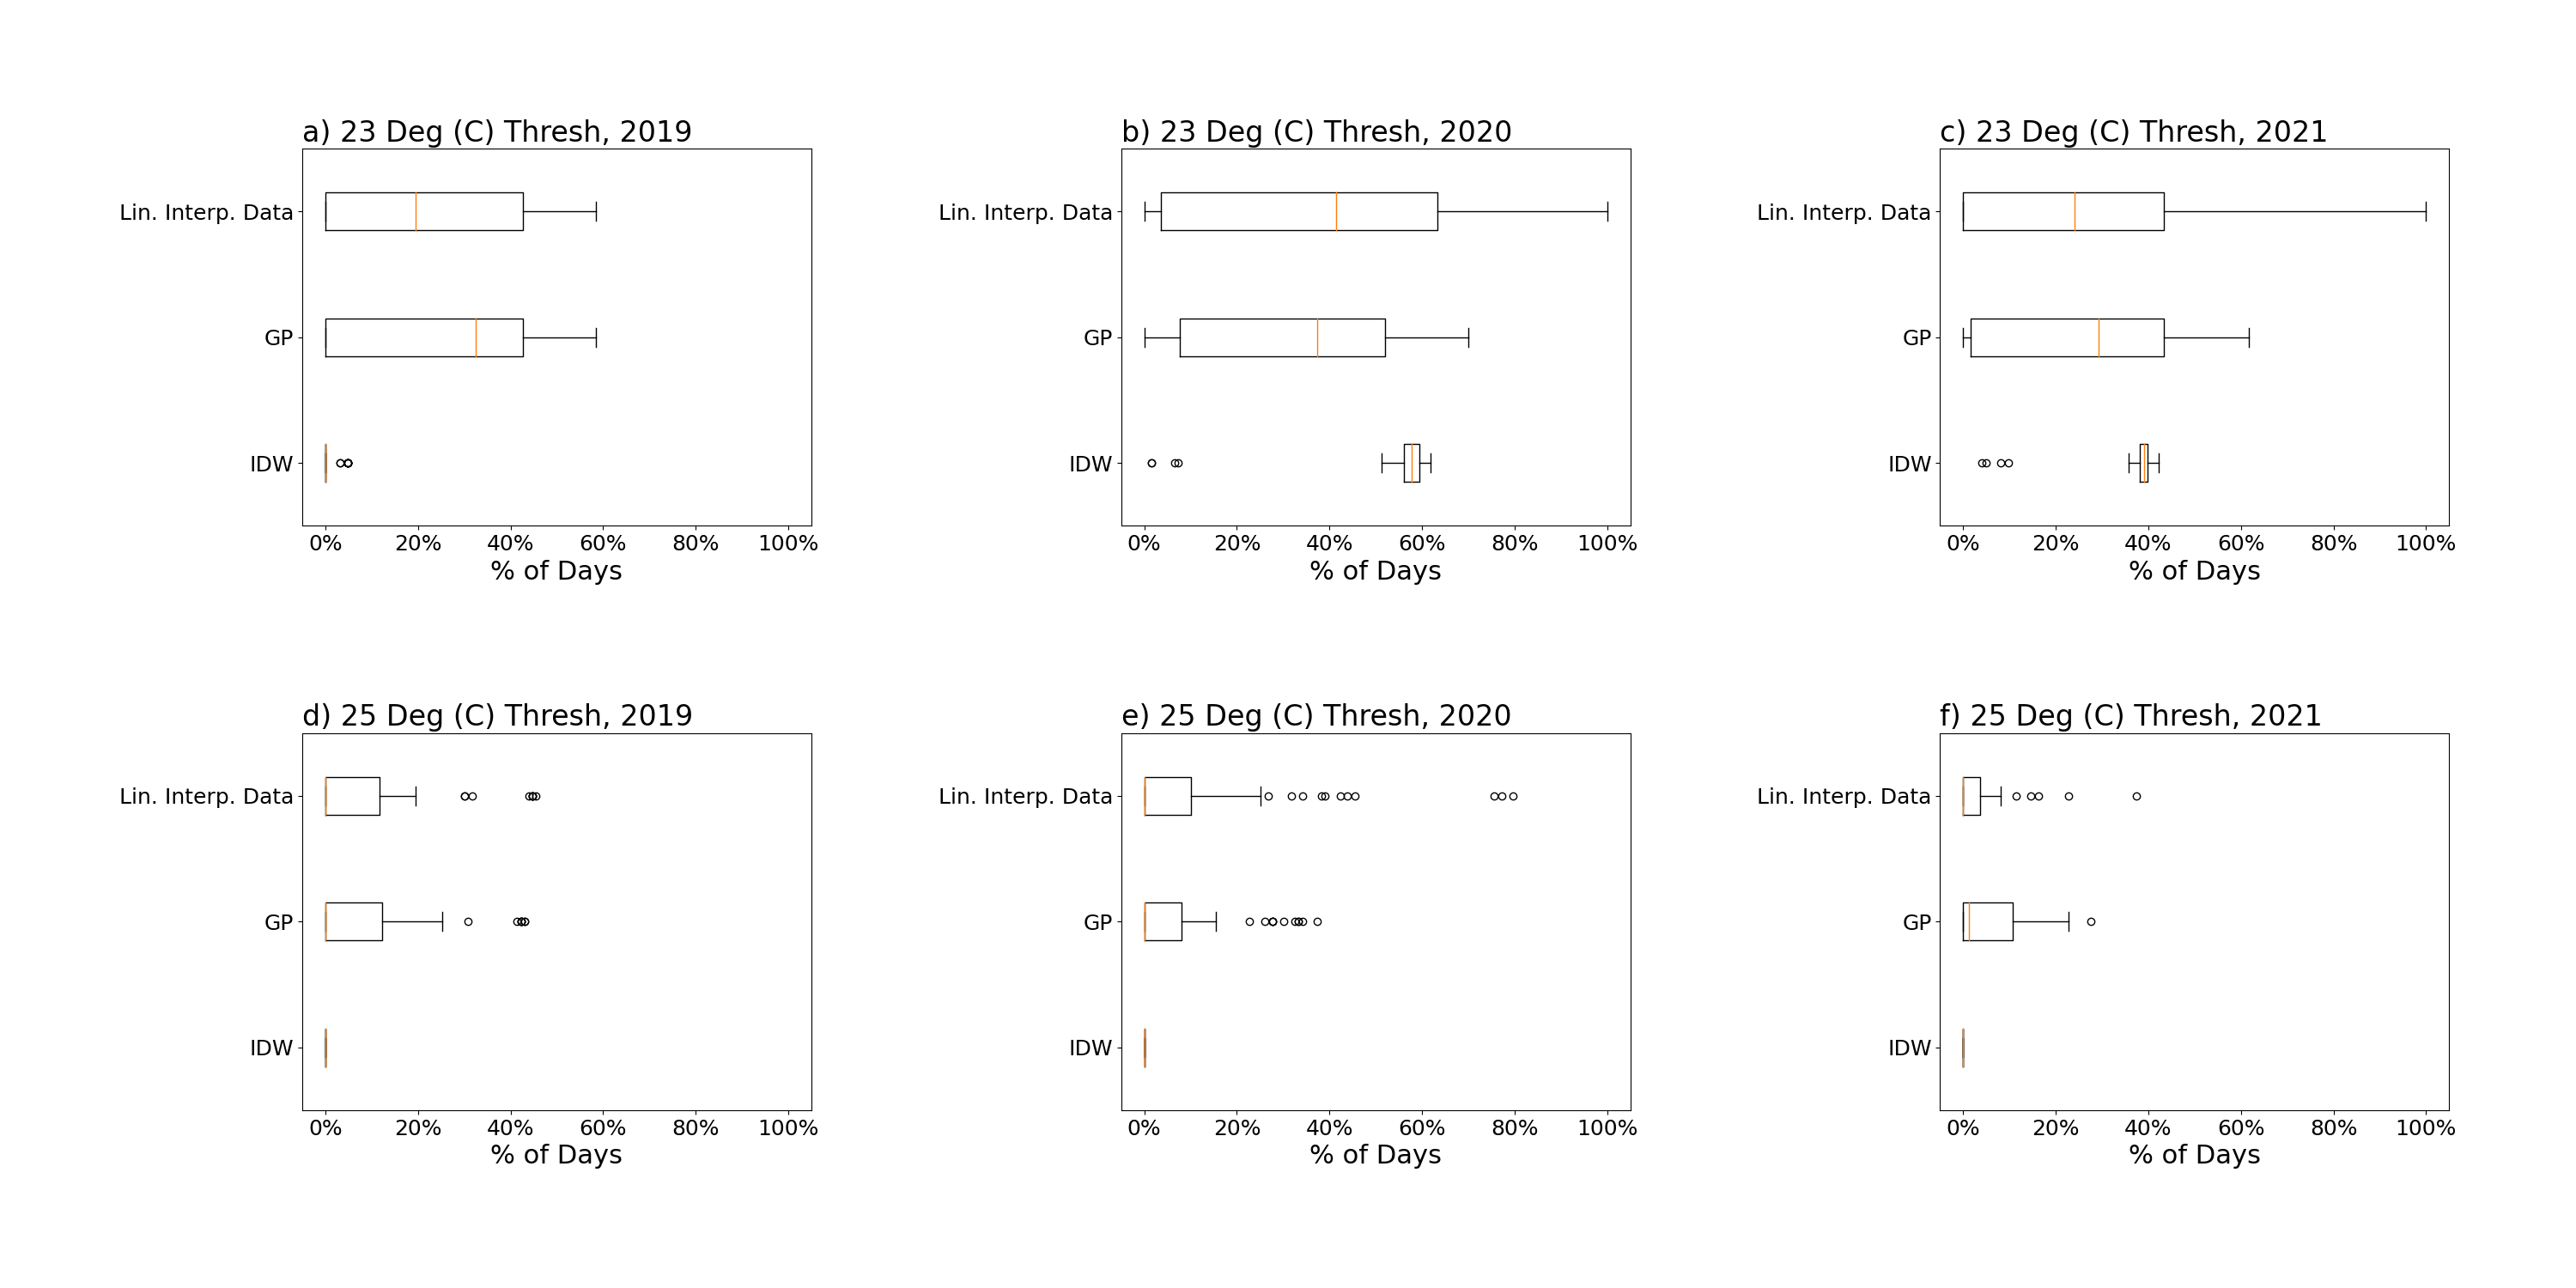 a) 23 Deg (C) Thresh, 2019
Lin. Interp. Data
GP
IDW
0% 20% 40% 60% 80% 100%
% of Days
b) 23 Deg (C) Thresh, 2020
Lin. Interp. Data
GP
IDW
0% 20% 40% 60% 80% 100%
% of Days
c) 23 Deg (C) Thresh, 2021
Lin. Interp. Data
GP
IDW
0% 20% 40% 60% 80% 100%
% of Days
d) 25 Deg (C) Thresh, 2019
Lin. Interp. Data
GP
IDW
0% 20% 40% 60% 80% 100%
% of Days
e) 25 Deg (C) Thresh, 2020
Lin. Interp. Data
GP
IDW
0% 20% 40% 60% 80% 100%
% of Days
f) 25 Deg (C) Thresh, 2021
Lin. Interp. Data
GP
IDW
0% 20% 40% 60% 80% 100%
% of Days